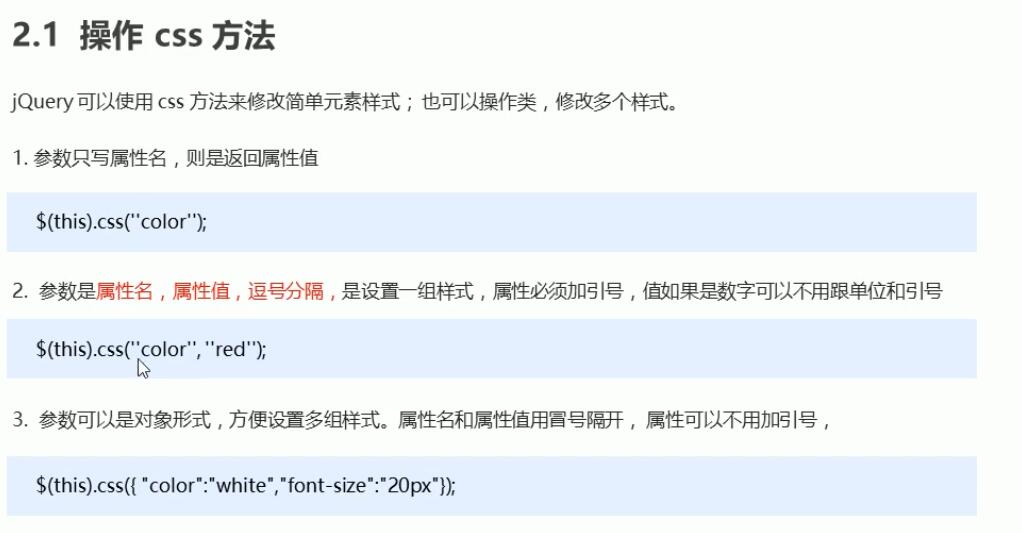 2.1 操作 css 方法
jQuery 可以使用 css 方法来修改简单元素样式； 也可以操作类，修改多个样式。
1. 参数只写属性名，则是返回属性值
$(this).css(''color'');
2. 参数是属性名，属性值，逗号分隔，是设置一组样式，属性必须加引号，值如果是数字可以不用跟单位和引号
$(this).css(''color'', ''red'');
3. 参数可以是对象形式，方便设置多组样式。属性名和属性值用冒号隔开， 属性可以不用加引号，
$(this).css({ "color":"white","font-size":"20px"});